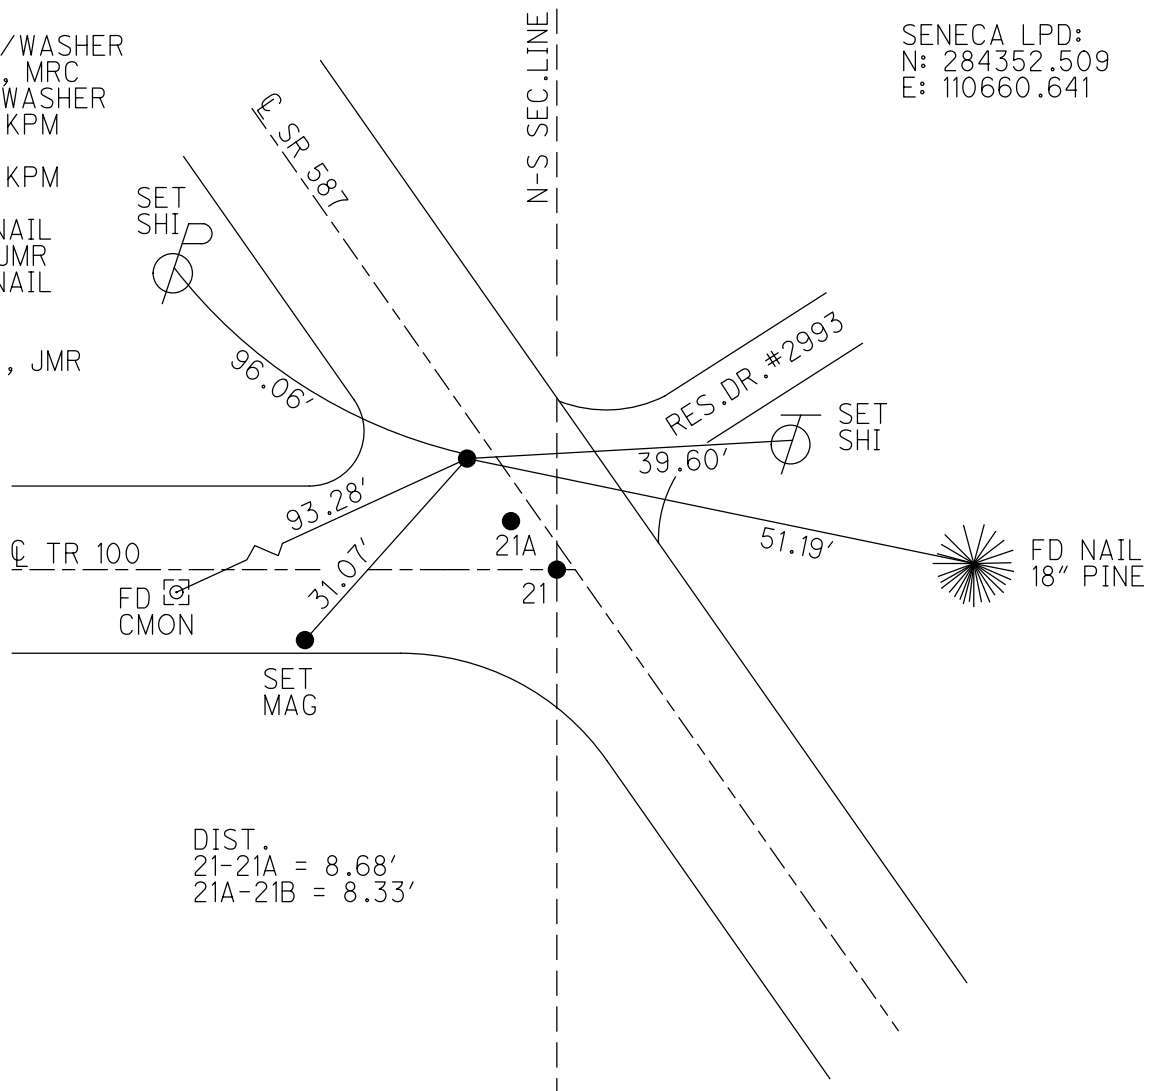 /WASHER
, MRC
WASHER
KPM
KPM
NAIL
JMR
NAIL
, JMR
SENECA LPD:
N: 284352.509
E: 110660.641
N-S SEC.LINE
℄ SR 587
SET
SHI
96.06'
RES.DR.#2993
SET
SHI
39.60'
93.28'
51.19'
21A
℄ TR 100
31.07'
FD NAIL
18" PINE
FD
CMON
21
SET
MAG
DIST.
21-21A = 8.68'
21A-21B = 8.33'